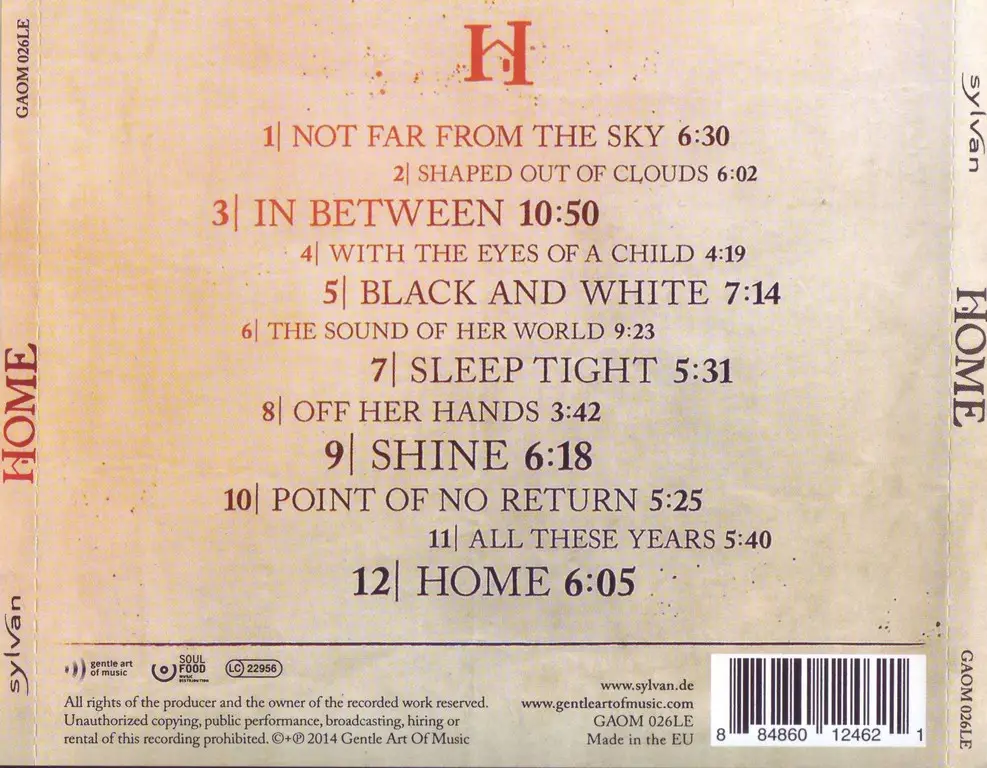 GAOM 026LE
HOME
sylvan
H
1| NOT FAR FROM THE SKY 6:30
2| SHAPED OUT OF CLOUDS 6:02
3| IN BETWEEN 10:50
4| WITH THE EYES OF A CHILD 4:19
5| BLACK AND WHITE 7:14
6| THE SOUND OF HER WORLD 9:23
7| SLEEP TIGHT 5:31
8| OFF HER HANDS 3:42
9| SHINE 6:18
10| POINT OF NO RETURN 5:25
11| ALL THESE YEARS 5:40
12| HOME 6:05
gentle art
of music
SOUL
FOOD
MUSIC
DISTRIBUTION
LC 22956
All rights of the producer and the owner of the recorded work reserved.
Unauthorized copying, public performance, broadcasting, hiring or
rental of this recording prohibited. ©+℗ 2014 Gentle Art Of Music
www.sylvan.de
www.gentleartofmusic.com
GAOM 026LE
Made in the EU
8 84860 12462 1
sylvan
HOME
GAOM 026LE